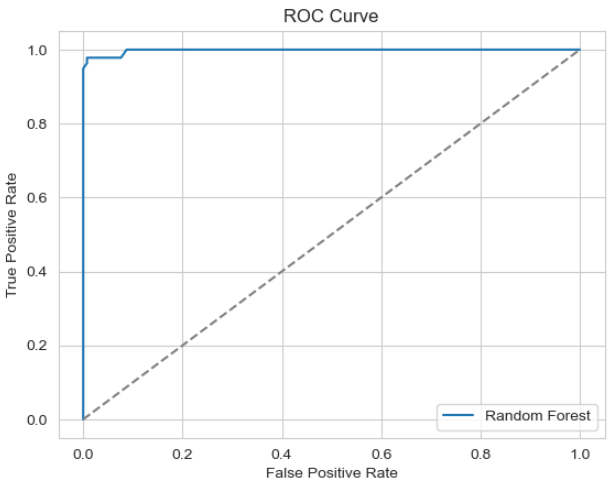 ROC Curve
True Positive Rate
1.0
0.8
0.6
0.4
0.2
0.0
0.0 0.2 0.4 0.6 0.8 1.0
False Positive Rate
Random Forest